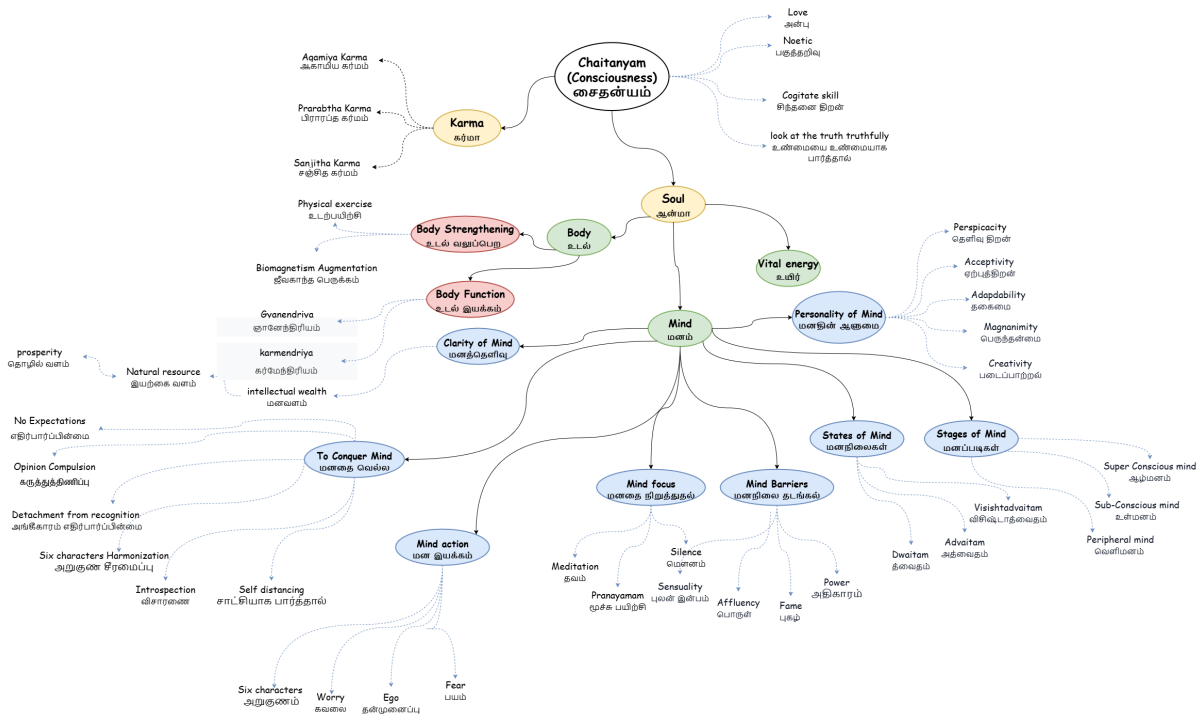 Chaitanyam
(Consciousness)
சைதன்யம்
Love
அன்பு
Noetic
பகுத்தறிவு
Cogitate skill
சிந்தனை திறன்
look at the truth truthfully
உண்மையை உண்மையாக
பார்த்தால்
Agamiya Karma
ஆகாமிய கர்மம்
Prarabtha Karma
பிராரப்த கர்மம்
Sanjitha Karma
சஞ்சித கர்மம்
Karma
கர்மா
Soul
ஆன்மா
Physical exercise
உடற்பயிற்சி
Body Strengthening
உடல் வலுப்பெற
Body
உடல்
Biomagnetism Augmentation
ஜீவகாந்த பெருக்கம்
Vital energy
உயிர்
Body Function
உடல் இயக்கம்
Gvanendriva
ஞானேந்திரியம்
karmendriya
கர்மேந்திரியம்
Mind
மனம்
Personality of Mind
மனதின் ஆளுமை
Perspicacity
தெளிவு திறன்
Acceptivity
ஏற்புத்திறன்
Adapdability
தகைமை
Magnanimity
பெருந்தன்மை
Creativity
படைப்பாற்றல்
Clarity of Mind
மனத்தெளிவு
prosperity
தொழில் வளம்
Natural resource
இயற்கை வளம்
intellectual wealth
மனவளம்
No Expectations
எதிர்பார்ப்பின்மை
Opinion Compulsion
கருத்துத்திணிப்பு
To Conquer Mind
மனதை வெல்ல
Detachment from recognition
அங்கீகாரம் எதிர்பார்ப்பின்மை
Six characters Harmonization
அறுகுண சீரமைப்பு
Introspection
விசாரணை
Self distancing
சாட்சியாக பார்த்தால்
Mind action
மன இயக்கம்
Six characters
அறுகுணம்
Worry
கவலை
Ego
தன்முனைப்பு
Fear
பயம்
Mind focus
மனதை நிறுத்துதல்
Meditation
தவம்
Pranayamam
மூச்சு பயிற்சி
Silence
மௌனம்
Mind Barriers
மனநிலை தடங்கல்
Sensuality
புலன் இன்பம்
Affluency
பொருள்
Fame
புகழ்
Power
அதிகாரம்
States of Mind
மனநிலைகள்
Dwaitam
த்வைதம்
Advaitam
அத்வைதம்
Visishtadvaitam
விசிஷ்டாத்வைதம்
Stages of Mind
மனப்படிகள்
Super Conscious mind
ஆழ்மனம்
Sub-Conscious mind
உள்மனம்
Peripheral mind
வெளிமனம்